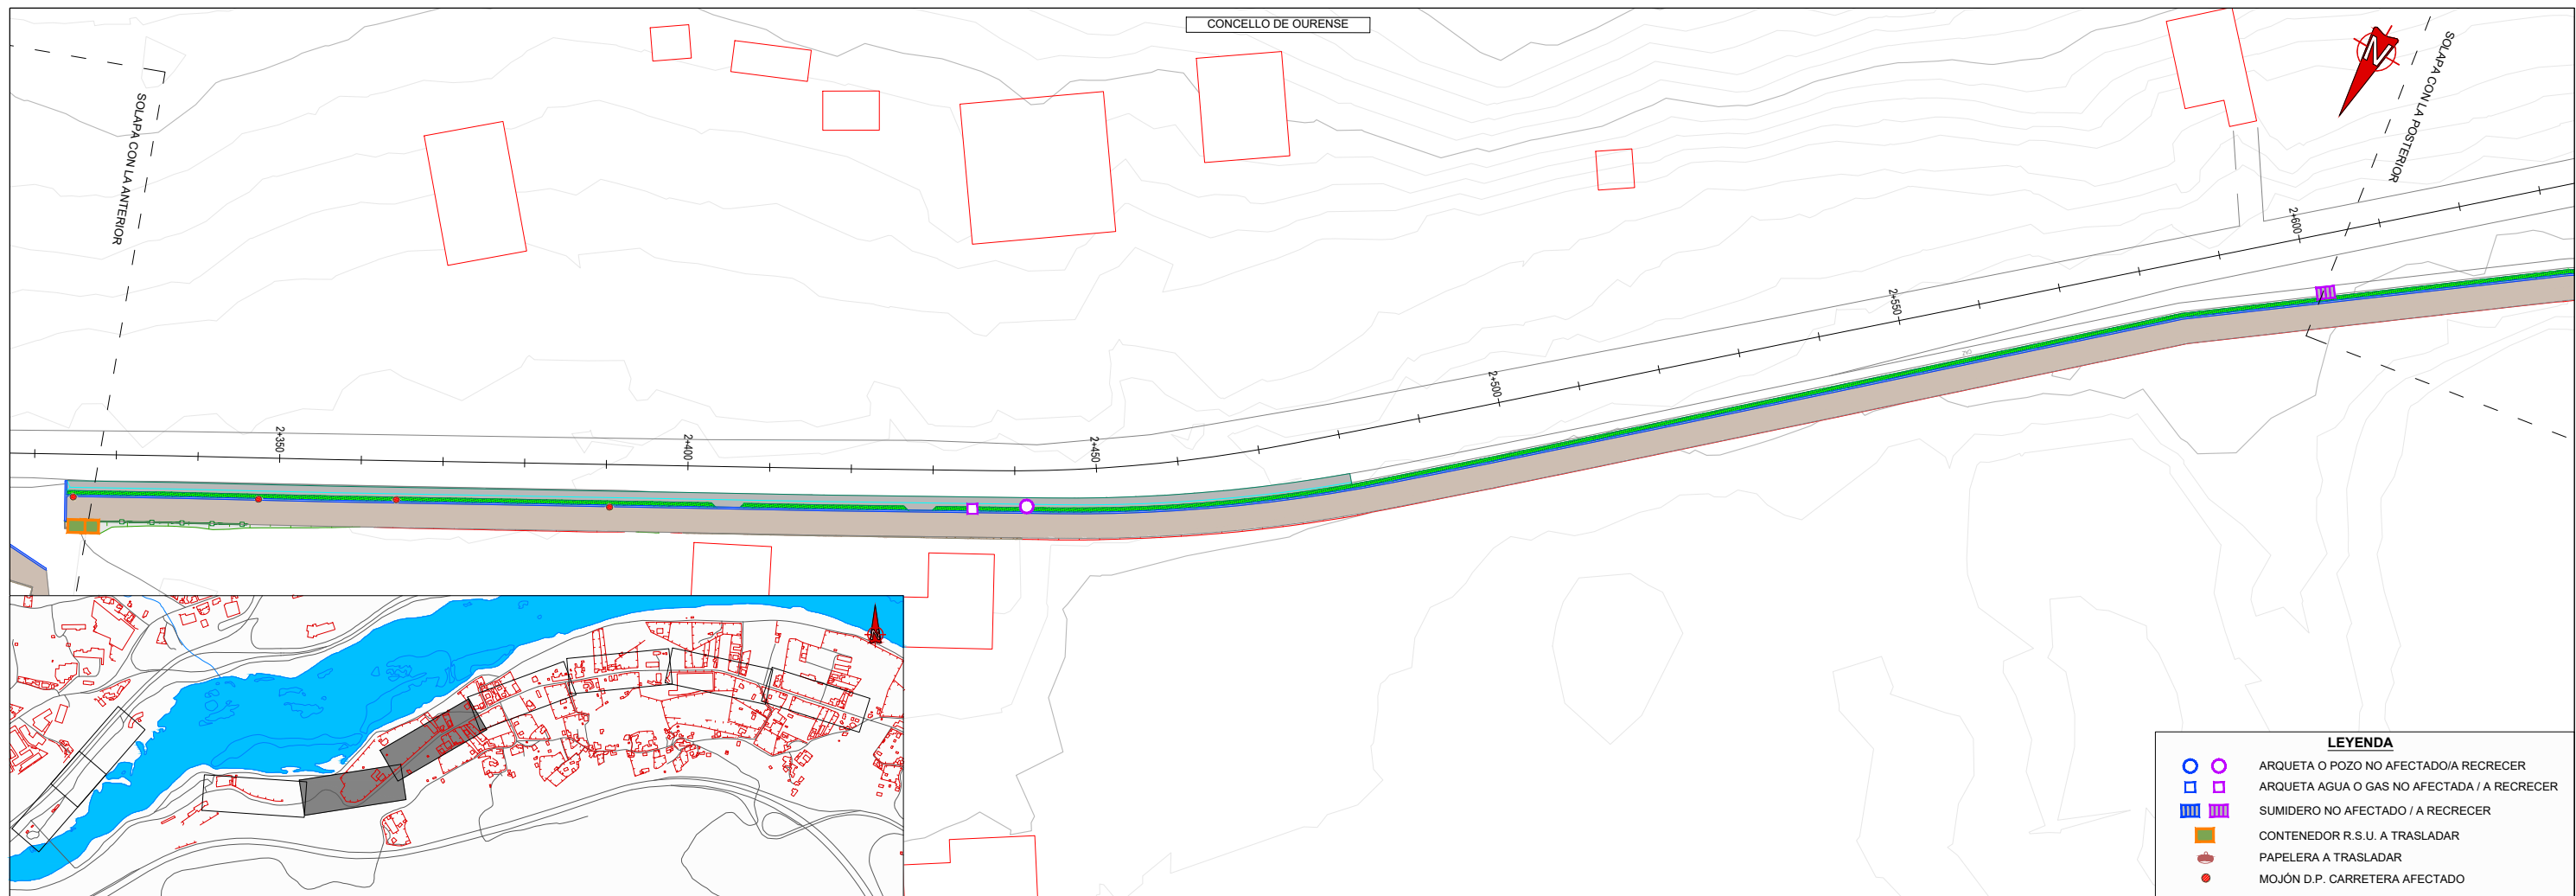 CONCELLO DE OURENSE
N
SOLAPA CON LA ANTERIOR
SOLAPA CON LA POSTERIOR
2+350
2+400
2+450
2+500
2+550
2+600
N
LEYENDA
ARQUETA O POZO NO AFECTADO/A RECRECER
ARQUETA AGUA O GAS NO AFECTADA / A RECRECER
SUMIDERO NO AFECTADO / A RECRECER
CONTENEDOR R.S.U. A TRASLADAR
PAPELERA A TRASLADAR
MOJÓN D.P. CARRETERA AFECTADO